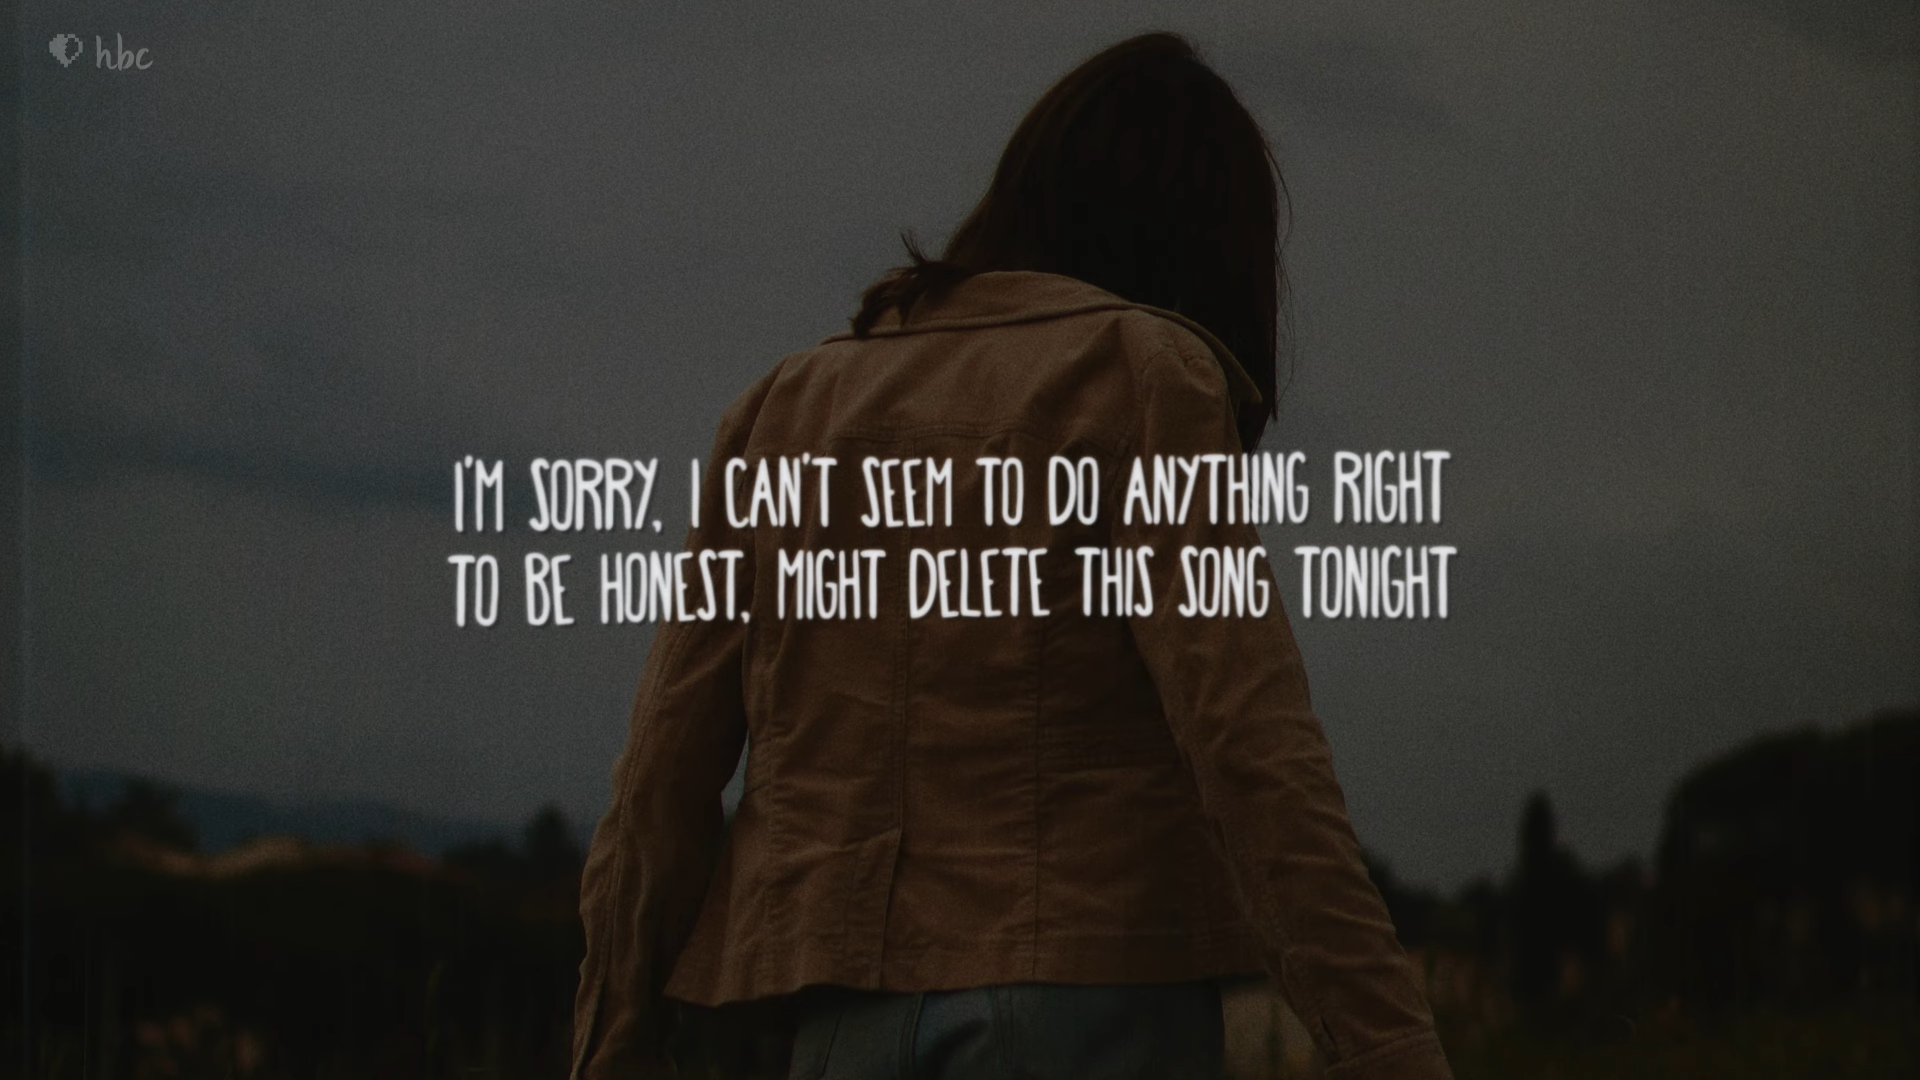 hbc
I'M SORRY, I CAN'T SEEM TO DO ANYTHING RIGHT
TO BE HONEST, MIGHT DELETE THIS SONG TONIGHT